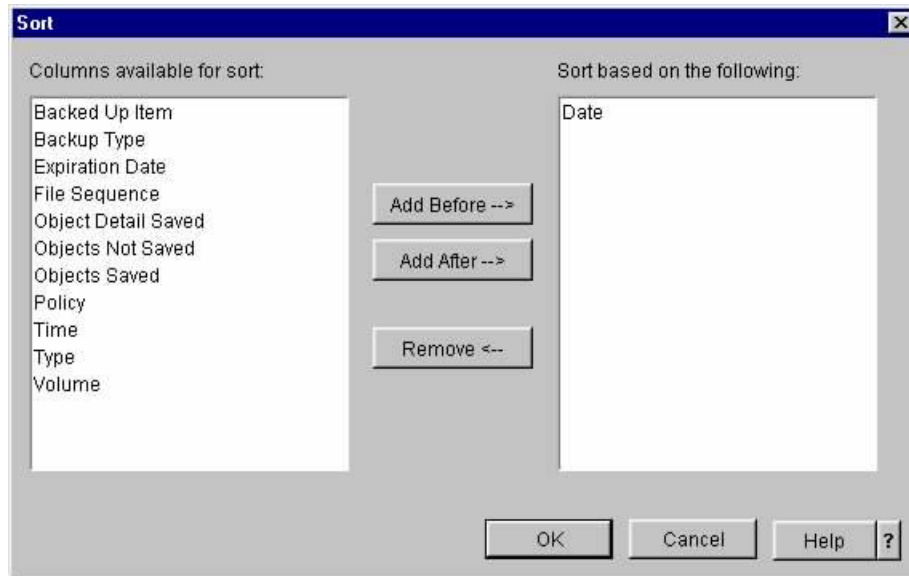 Sort
Columns available for sort:
Backed Up Item
Backup Type
Expiration Date
File Sequence
Object Detail Saved
Objects Not Saved
Objects Saved
Policy
Time
Type
Volume
Add Before -->
Add After -->
Remove <--
Sort based on the following:
Date
OK
Cancel
Help
?